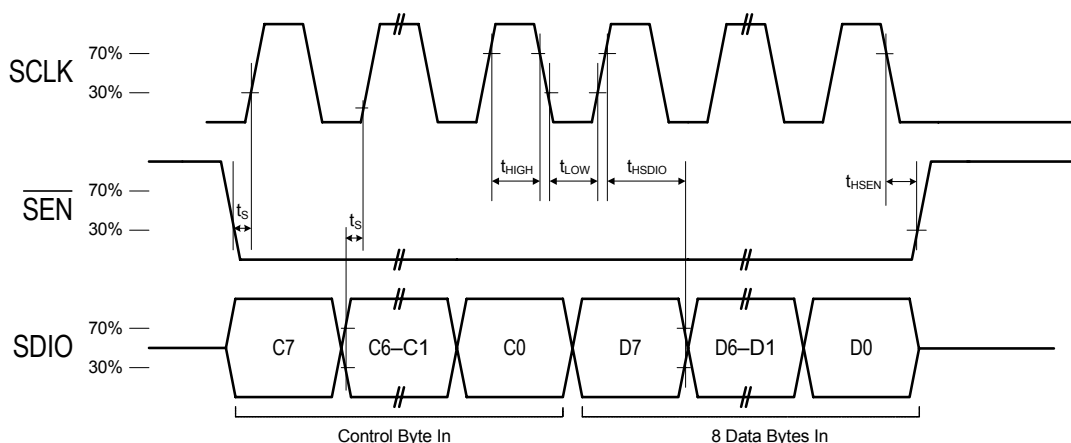 SCLK
70%
30%
tHIGH
tLOW
tHSDIO
tHSEN
SEN
70%
30%
tS
tS
SDIO
70%
30%
C7
C6–C1
C0
D7
D6–D1
D0
Control Byte In
8 Data Bytes In